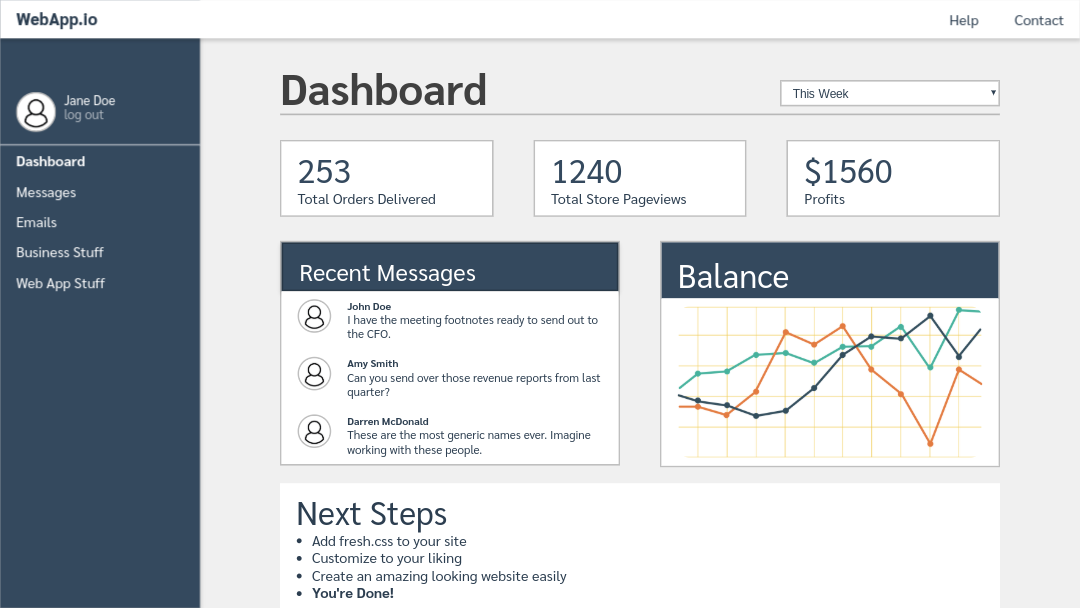 WebApp.io
Help
Contact
Jane Doe
log out
Dashboard
Messages
Emails
Business Stuff
Web App Stuff
Dashboard
This Week
253
Total Orders Delivered
1240
Total Store Pageviews
$1560
Profits
Recent Messages
John Doe
I have the meeting footnotes ready to send out to
the CFO.
Amy Smith
Can you send over those revenue reports from last
quarter?
Darren McDonald
These are the most generic names ever. Imagine
working with these people.
Balance
Next Steps
Add fresh.css to your site
Customize to your liking
Create an amazing looking website easily
You're Done!